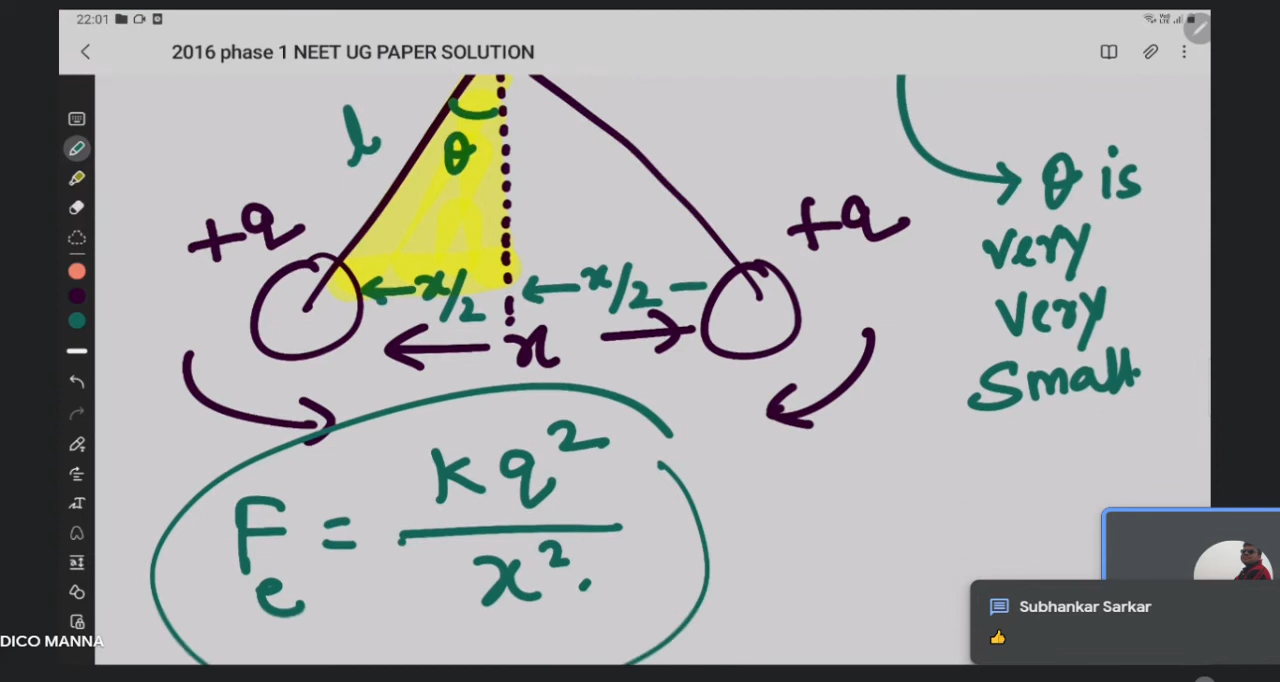 22:01
2016 phase 1 NEET UG PAPER SOLUTION
l
θ
+q
+q
x/2
x/2
x
θ is
very
very
Small.
F_e = kq²/x².
Subhankar Sarkar
👍
DICO MANNA